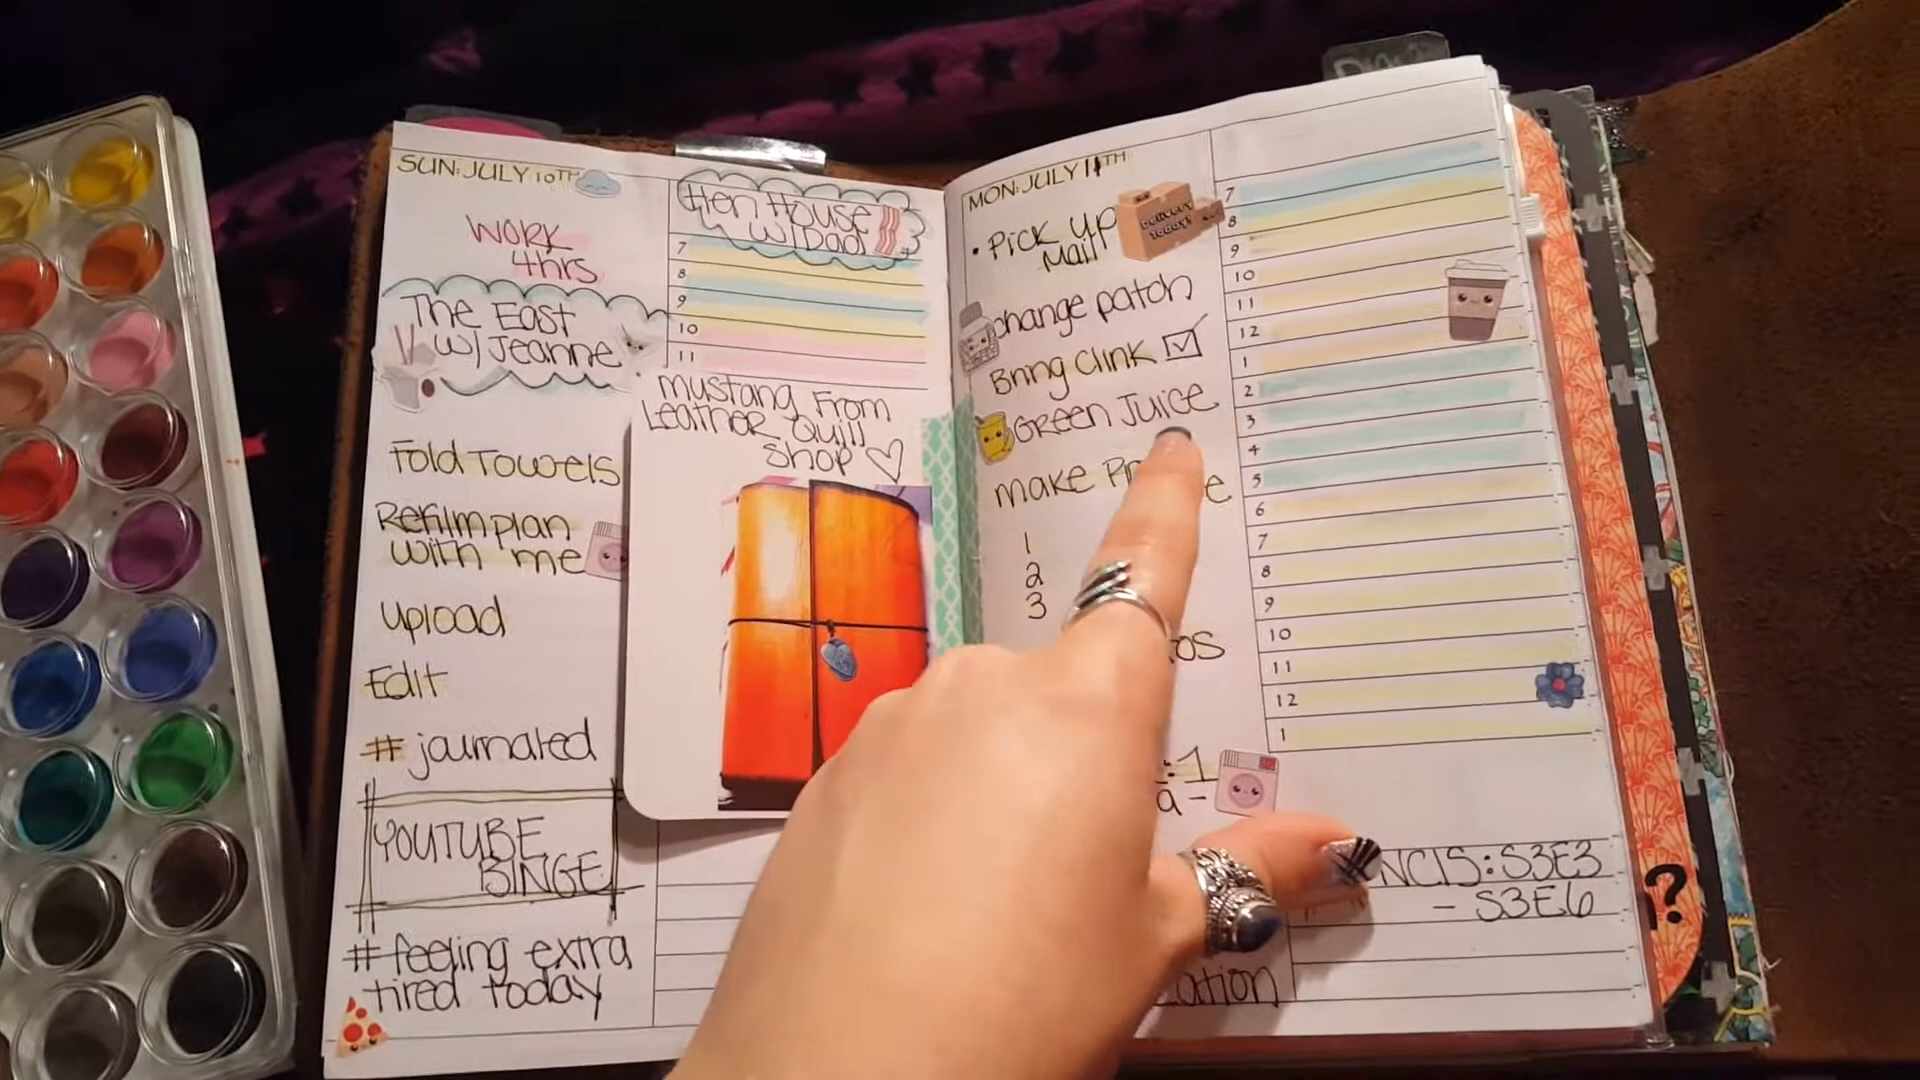 SUN: JULY 10TH
WORK
4hrs
The East
w/ Jeanne
Fold Towels
Refilm plan
with me
upload
Edit
# journaled
YOUTUBE
BINGE
# feeling extra
tired today
Hen House
w/ Dad
7
8
9
10
11
Mustang From
Leather Quill
Shop
MON: JULY 11TH
• Pick up
Mail
Delivery
Today!
change patch
Bring Clink
Green Juice
make
1
2
3
7
8
9
10
11
12
1
2
3
4
5
6
7
8
9
10
11
12
1
NCIS: S3E3
- S3E6
?